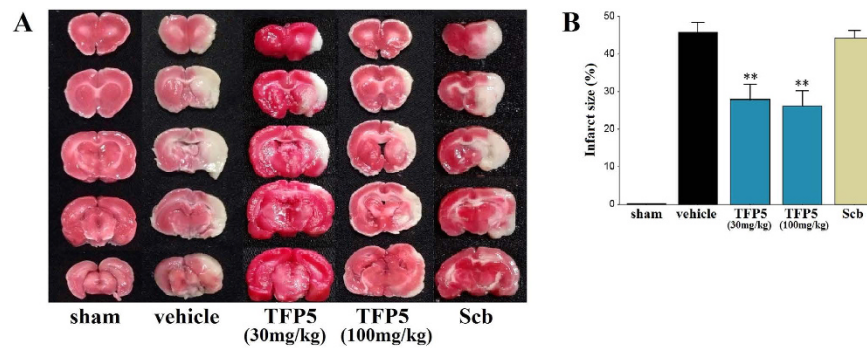 A
sham
vehicle
TFP5
(30mg/kg)
TFP5
(100mg/kg)
Scb
B
Infarct size (%)
50
40
30
20
10
0
**
**
sham
vehicle
TFP5
(30mg/kg)
TFP5
(100mg/kg)
Scb